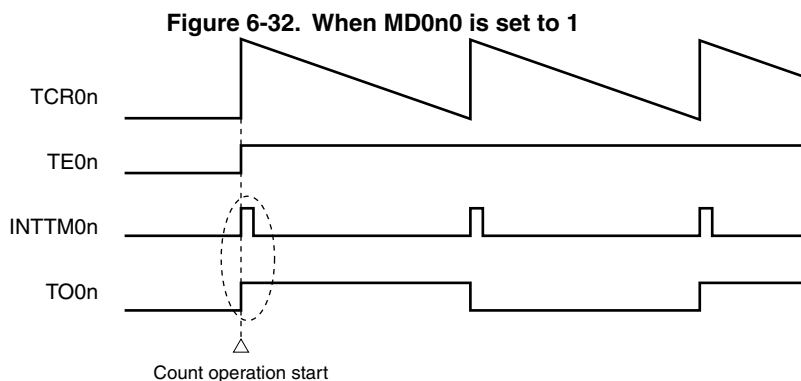 Figure 6-32. When MD0n0 is set to 1
TCR0n
TE0n
INTTM0n
TO0n
Count operation start